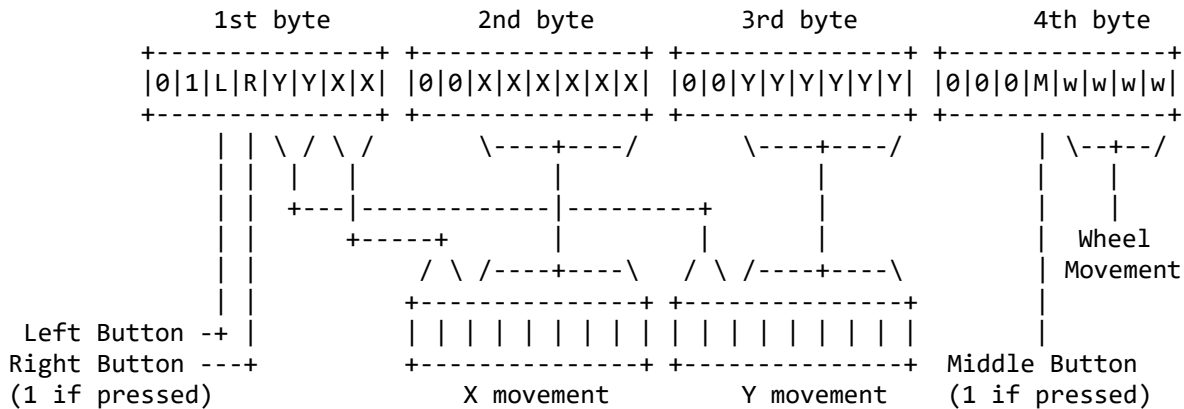 1st byte          2nd byte          3rd byte          4th byte
            +---------------+ +---------------+ +---------------+ +---------------+
            |0|1|L|R|Y|Y|X|X| |0|0|X|X|X|X|X|X| |0|0|Y|Y|Y|Y|Y|Y| |0|0|0|M|w|w|w|w|
            +---------------+ +---------------+ +---------------+ +---------------+
                 | | \ / \ /       \----+----/       \----+----/         | \--+--/
                 | |  |   |             |                 |              |    |
                 | |  +---|-------------|---------+       |              |    |
                 | |      +-----+       |         |       |              |  Wheel
                 | |           / \ /----+----\   / \ /----+----\         | Movement
                 | |          +---------------+ +---------------+        |
 Left Button    -+ |          | | | | | | | | | | | | | | | | | |        |
Right Button   ----+          +---------------+ +---------------+  Middle Button
(1 if pressed)                    X movement        Y movement     (1 if pressed)